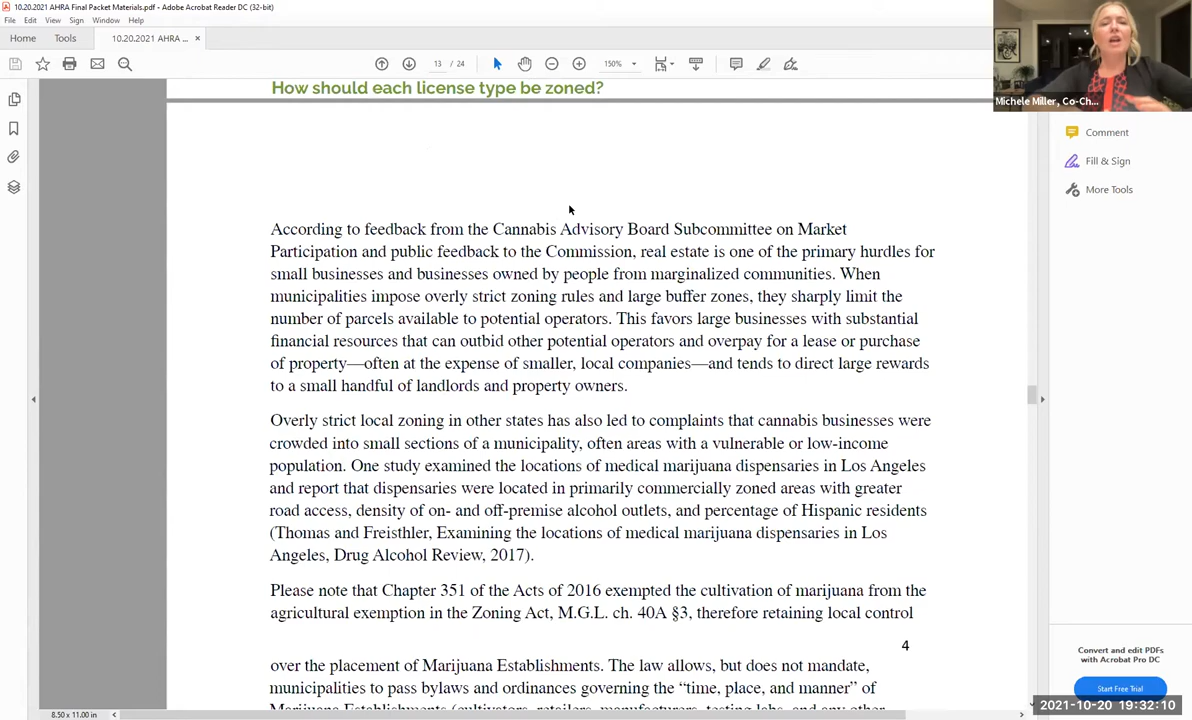 10.20.2021 AHRA Final Packet Materials.pdf - Adobe Acrobat Reader DC (32-bit)
File Edit View Sign Window Help
Home Tools 10.20.2021 AHRA ... ×
13 / 24 150%
How should each license type be zoned?
Michele Miller, Co-Ch...
Comment
Fill & Sign
More Tools
According to feedback from the Cannabis Advisory Board Subcommittee on Market
Participation and public feedback to the Commission, real estate is one of the primary hurdles for
small businesses and businesses owned by people from marginalized communities. When
municipalities impose overly strict zoning rules and large buffer zones, they sharply limit the
number of parcels available to potential operators. This favors large businesses with substantial
financial resources that can outbid other potential operators and overpay for a lease or purchase
of property—often at the expense of smaller, local companies—and tends to direct large rewards
to a small handful of landlords and property owners.
Overly strict local zoning in other states has also led to complaints that cannabis businesses were
crowded into small sections of a municipality, often areas with a vulnerable or low-income
population. One study examined the locations of medical marijuana dispensaries in Los Angeles
and report that dispensaries were located in primarily commercially zoned areas with greater
road access, density of on- and off-premise alcohol outlets, and percentage of Hispanic residents
(Thomas and Freisthler, Examining the locations of medical marijuana dispensaries in Los
Angeles, Drug Alcohol Review, 2017).
Please note that Chapter 351 of the Acts of 2016 exempted the cultivation of marijuana from the
agricultural exemption in the Zoning Act, M.G.L. ch. 40A §3, therefore retaining local control
4
over the placement of Marijuana Establishments. The law allows, but does not mandate,
municipalities to pass bylaws and ordinances governing the “time, place, and manner” of
Marijuana Establishments (cultivators, retailers, manufacturers, testing labs, and any other
Convert and edit PDFs
with Acrobat Pro DC
Start Free Trial
2021-10-20 19:32:10
8.50 x 11.00 in